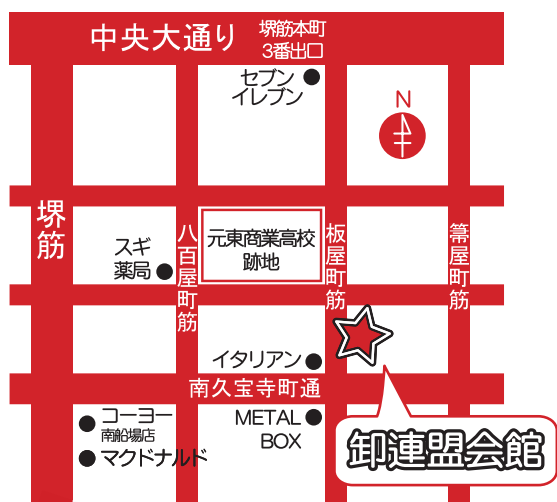 中央大通り
堺筋本町
3番出口
セブン
イレブン
N
堺筋
スギ
薬局
八百屋町筋
元東商業高校
跡地
板屋町筋
箒屋町筋
イタリアン
南久宝寺町通
コーヨー
南船場店
マクドナルド
METAL
BOX
卸連盟会館